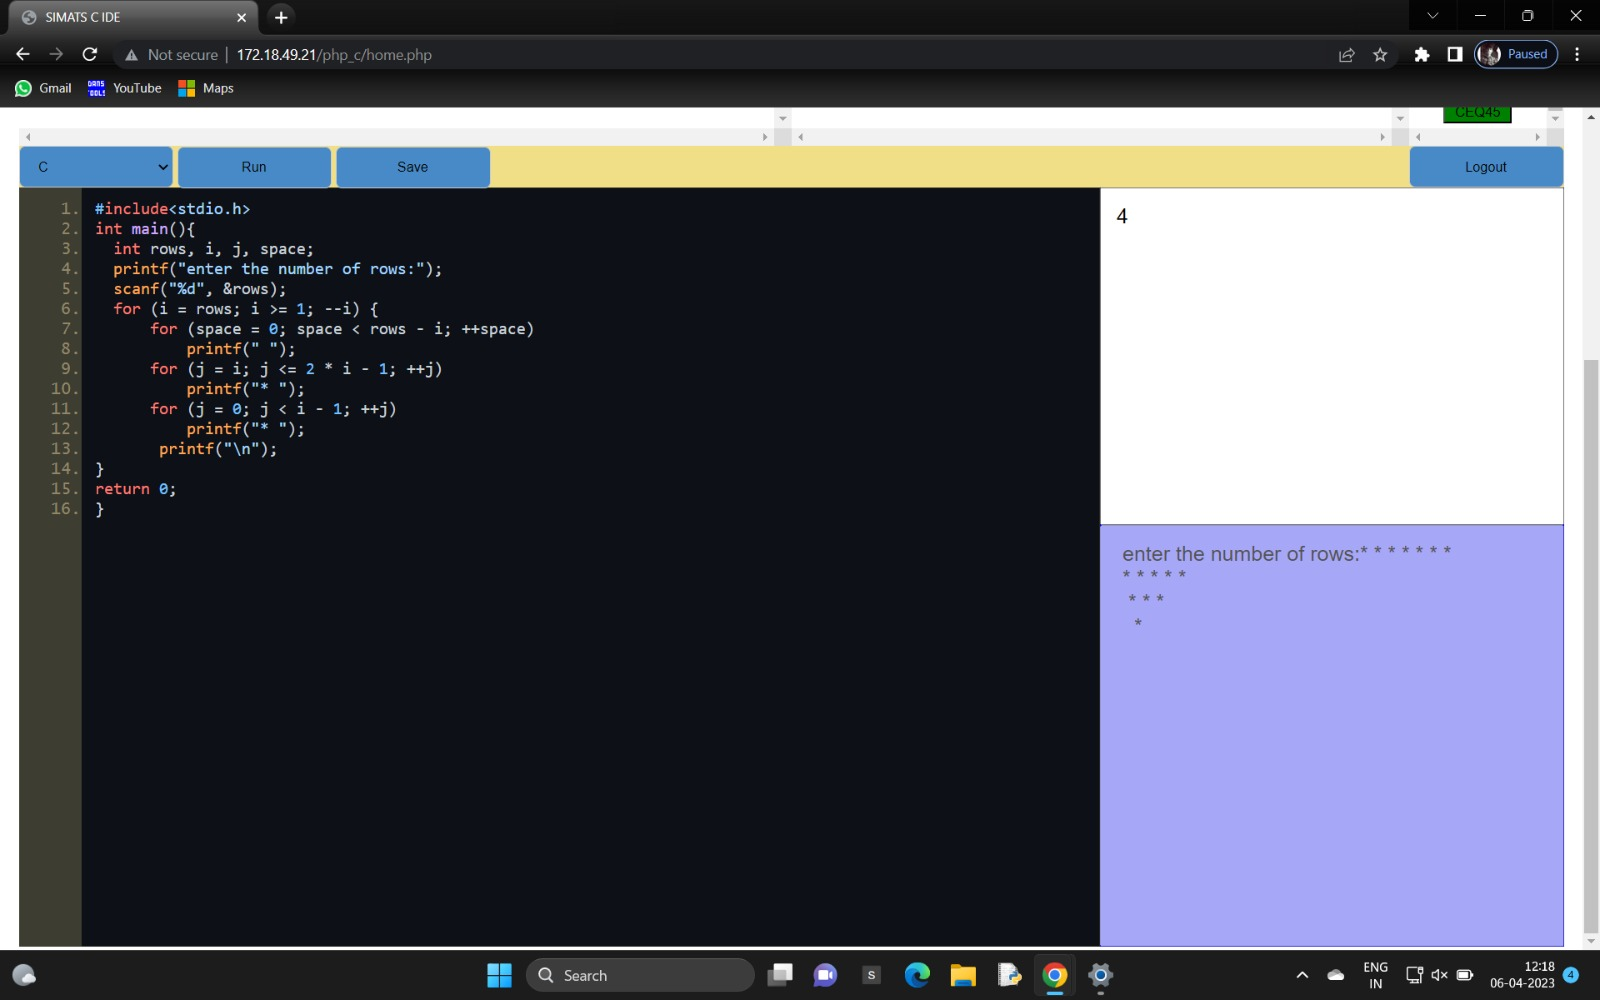 SIMATS C IDE
Not secure | 172.18.49.21/php_c/home.php
Paused
Gmail
YouTube
Maps
CEQ45
C
Run
Save
Logout
1. #include<stdio.h>
2. int main(){
3. int rows, i, j, space;
4. printf("enter the number of rows:");
5. scanf("%d", &rows);
6. for (i = rows; i >= 1; --i) {
7. for (space = 0; space < rows - i; ++space)
8. printf(" ");
9. for (j = i; j <= 2 * i - 1; ++j)
10. printf("* ");
11. for (j = 0; j < i - 1; ++j)
12. printf("* ");
13. printf("\n");
14. }
15. return 0;
16. }
4
enter the number of rows:* * * * * * *
* * * * *
* * *
*
Search
S
ENG
IN
12:18
06-04-2023
4